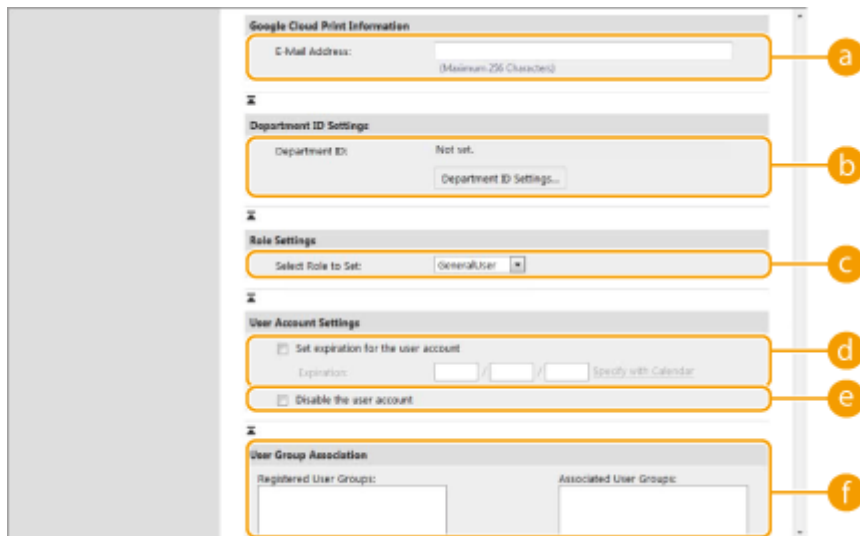 Google Cloud Print Information
E-Mail Address:
(Maximum 256 Characters)
a
Department ID Settings
Department ID: Not set.
Department ID Settings...
b
Role Settings
Select Role to Set: GeneralUser
c
User Account Settings
Set expiration for the user account
Expiration: / / Specify with Calendar
d
Disable the user account
e
User Group Association
Registered User Groups: Associated User Groups:
f